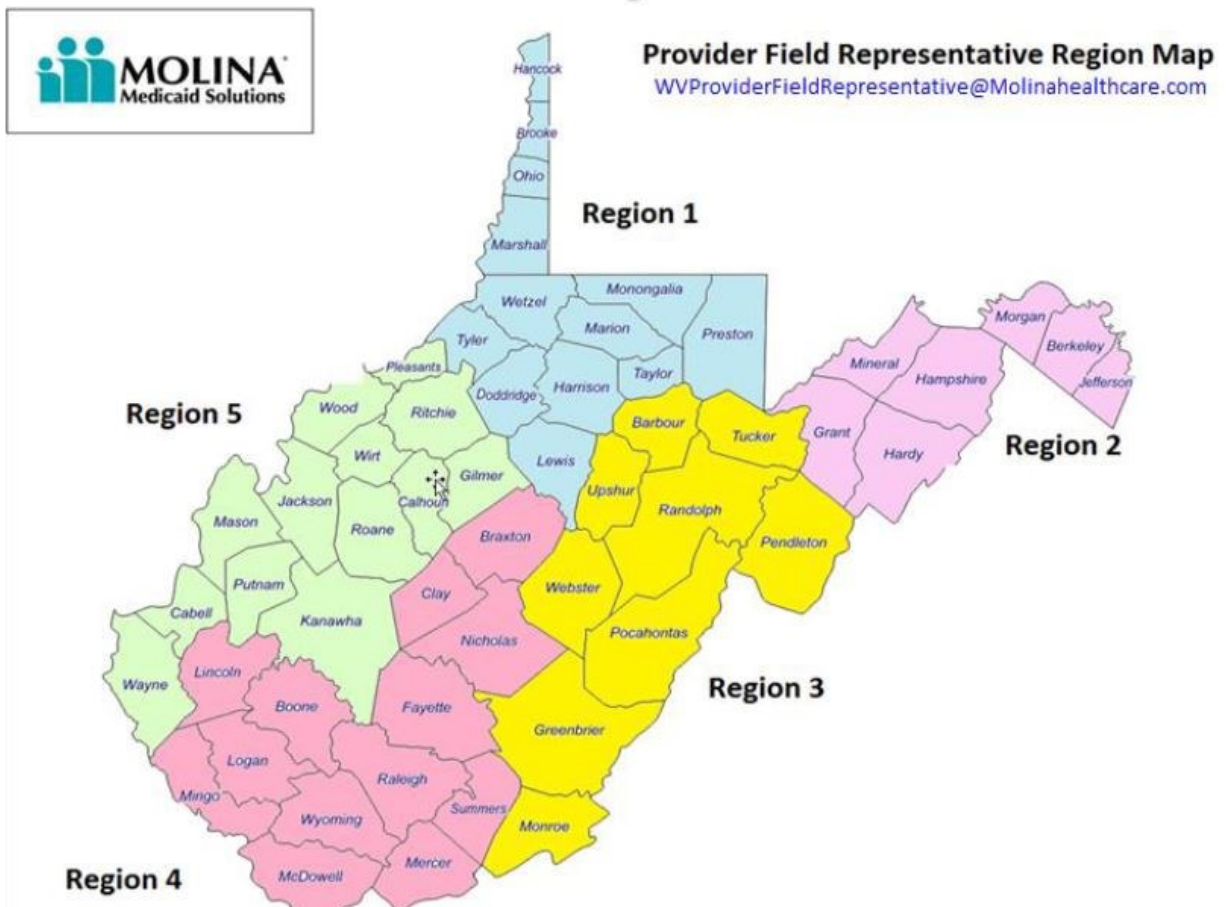 MOLINA
Medicaid Solutions
Provider Field Representative Region Map
WVProviderFieldRepresentative@Molinahealthcare.com
Hancock
Brooke
Ohio
Region 1
Marshall
Wetzel
Monongalia
Marion
Preston
Tyler
Morgan
Berkeley
Jefferson
Mineral
Hampshire
Pleasants
Doddridge
Harrison
Taylor
Region 5
Wood
Ritchie
Barbour
Tucker
Grant
Hardy
Region 2
Wirt
Gilmer
Lewis
Upshur
Randolph
Pendleton
Mason
Jackson
Roane
Calhoun
Braxton
Webster
Putnam
Clay
Cabell
Kanawha
Nicholas
Pocahontas
Wayne
Lincoln
Boone
Fayette
Greenbrier
Region 3
Logan
Raleigh
Mingo
Wyoming
Summers
Monroe
McDowell
Mercer
Region 4